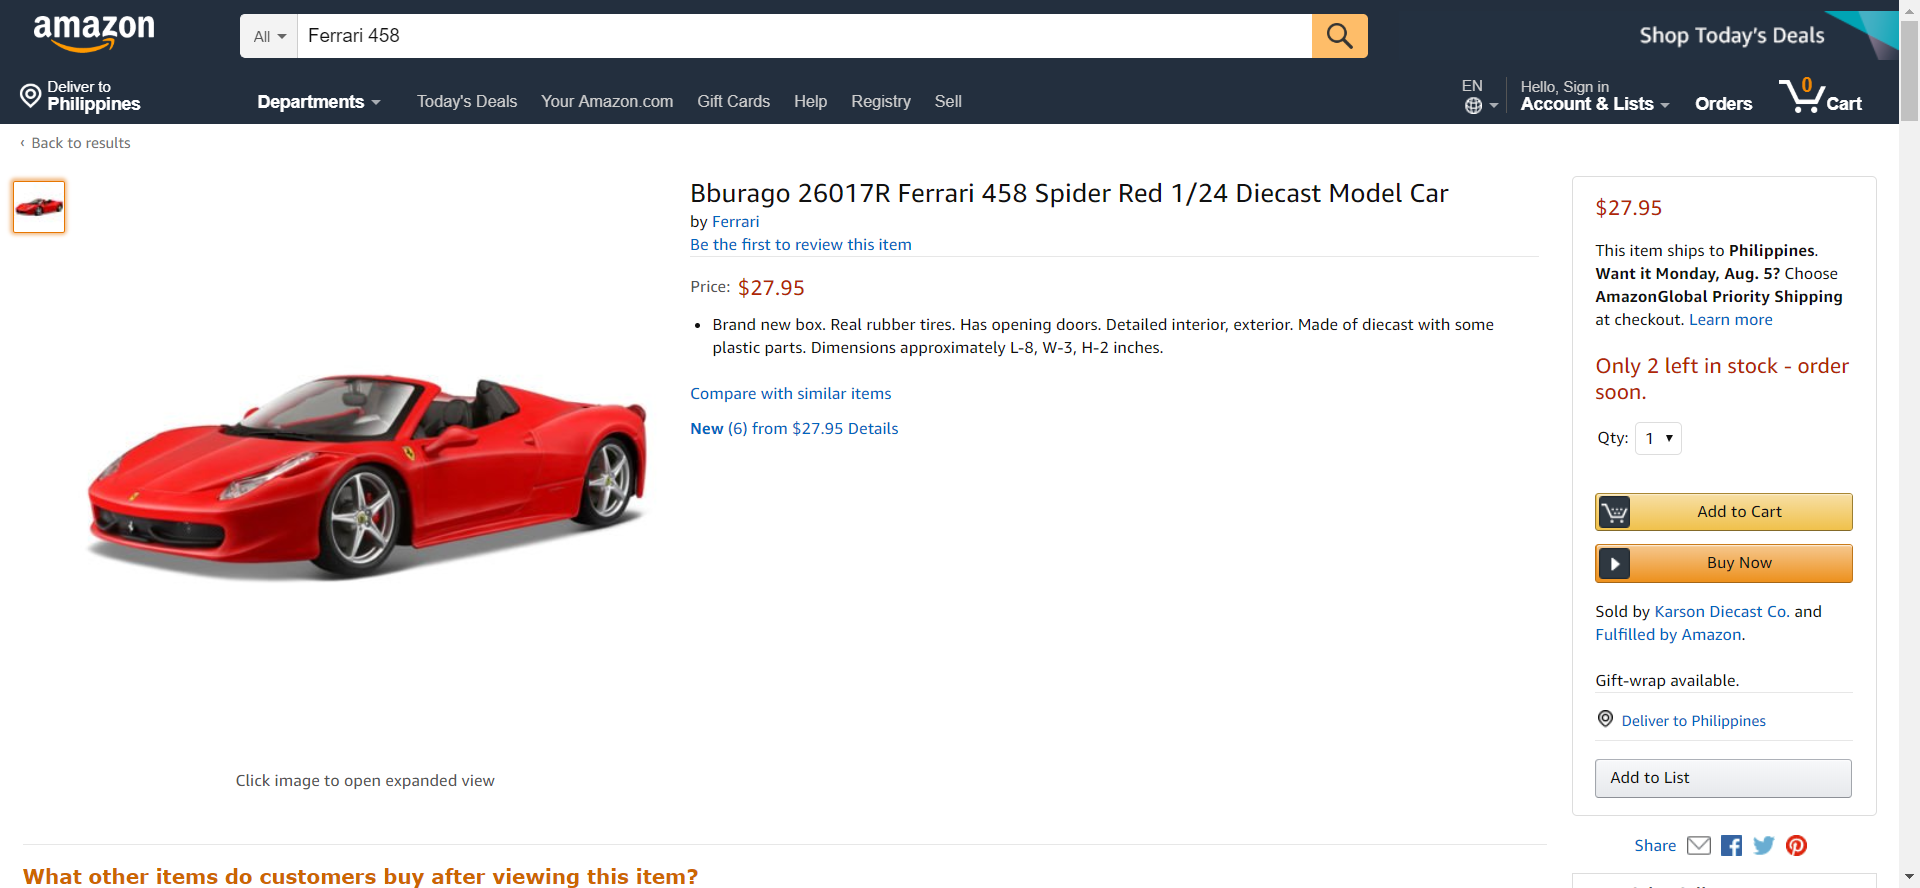 amazon
All
Ferrari 458
Shop Today's Deals
Deliver to
Philippines
Departments
Today's Deals
Your Amazon.com
Gift Cards
Help
Registry
Sell
EN
Hello, Sign in
Account & Lists
Orders
0
Cart
‹ Back to results
Bburago 26017R Ferrari 458 Spider Red 1/24 Diecast Model Car
by Ferrari
Be the first to review this item
Price: $27.95
• Brand new box. Real rubber tires. Has opening doors. Detailed interior, exterior. Made of diecast with some
plastic parts. Dimensions approximately L-8, W-3, H-2 inches.
Compare with similar items
New (6) from $27.95 Details
Click image to open expanded view
$27.95
This item ships to Philippines.
Want it Monday, Aug. 5? Choose
AmazonGlobal Priority Shipping
at checkout. Learn more
Only 2 left in stock - order
soon.
Qty: 1
Add to Cart
Buy Now
Sold by Karson Diecast Co. and
Fulfilled by Amazon.
Gift-wrap available.
Deliver to Philippines
Add to List
Share
What other items do customers buy after viewing this item?